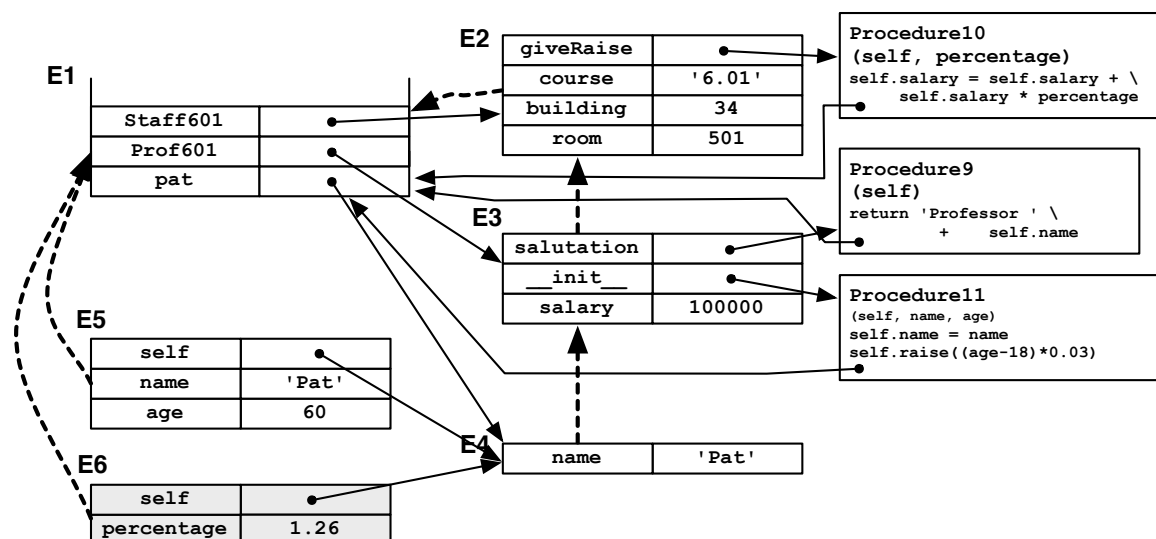 E1
Staff601
Prof601
pat
E2
giveRaise
course '6.01'
building 34
room 501
Procedure10
(self, percentage)
self.salary = self.salary + \
self.salary * percentage
Procedure9
(self)
return 'Professor ' \
+ self.name
E3
salutation
__init__
salary 100000
Procedure11
(self, name, age)
self.name = name
self.raise((age-18)*0.03)
E5
self
name 'Pat'
age 60
E4
name 'Pat'
E6
self
percentage 1.26